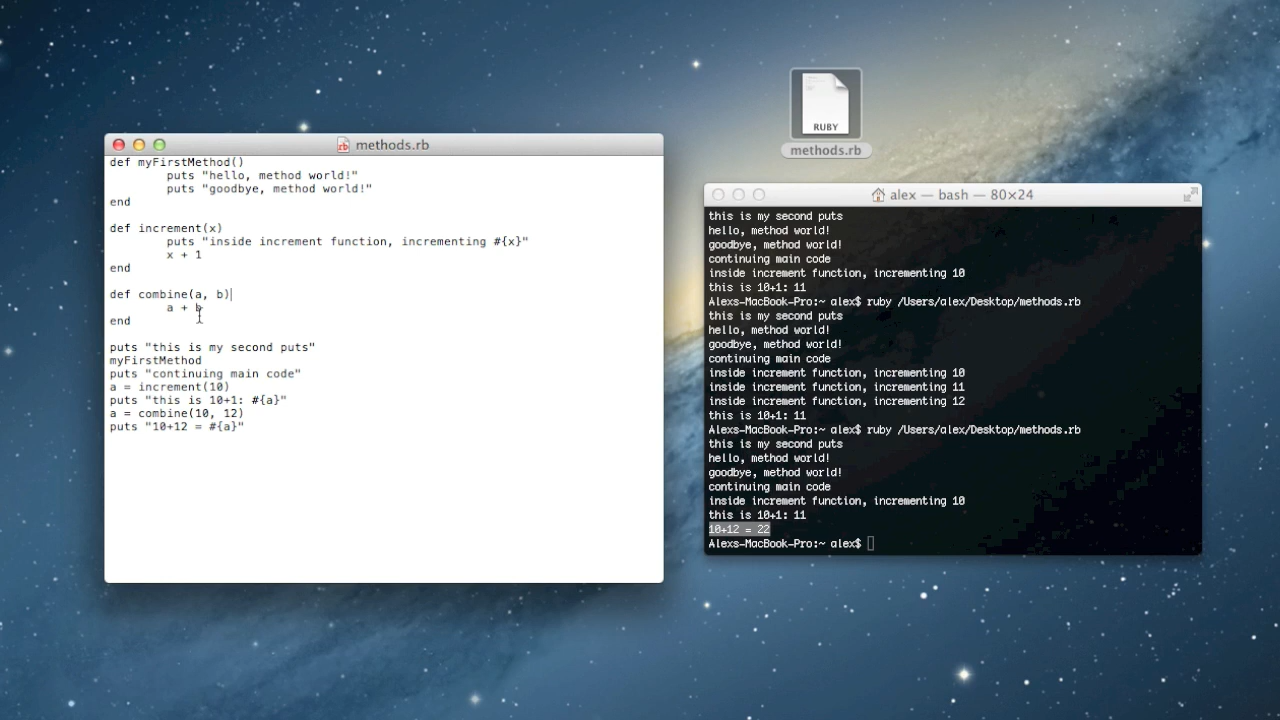 methods.rb
def myFirstMethod()
puts "hello, method world!"
puts "goodbye, method world!"
end
def increment(x)
puts "inside increment function, incrementing #{x}"
x + 1
end
def combine(a, b)
a + b
end
puts "this is my second puts"
myFirstMethod
puts "continuing main code"
a = increment(10)
puts "this is 10+1: #{a}"
a = combine(10, 12)
puts "10+12 = #{a}"
RUBY
methods.rb
alex — bash — 80×24
this is my second puts
hello, method world!
goodbye, method world!
continuing main code
inside increment function, incrementing 10
this is 10+1: 11
Alexs-MacBook-Pro:~ alex$ ruby /Users/alex/Desktop/methods.rb
this is my second puts
hello, method world!
goodbye, method world!
continuing main code
inside increment function, incrementing 10
inside increment function, incrementing 11
inside increment function, incrementing 12
this is 10+1: 11
Alexs-MacBook-Pro:~ alex$ ruby /Users/alex/Desktop/methods.rb
this is my second puts
hello, method world!
goodbye, method world!
continuing main code
inside increment function, incrementing 10
this is 10+1: 11
10+12 = 22
Alexs-MacBook-Pro:~ alex$